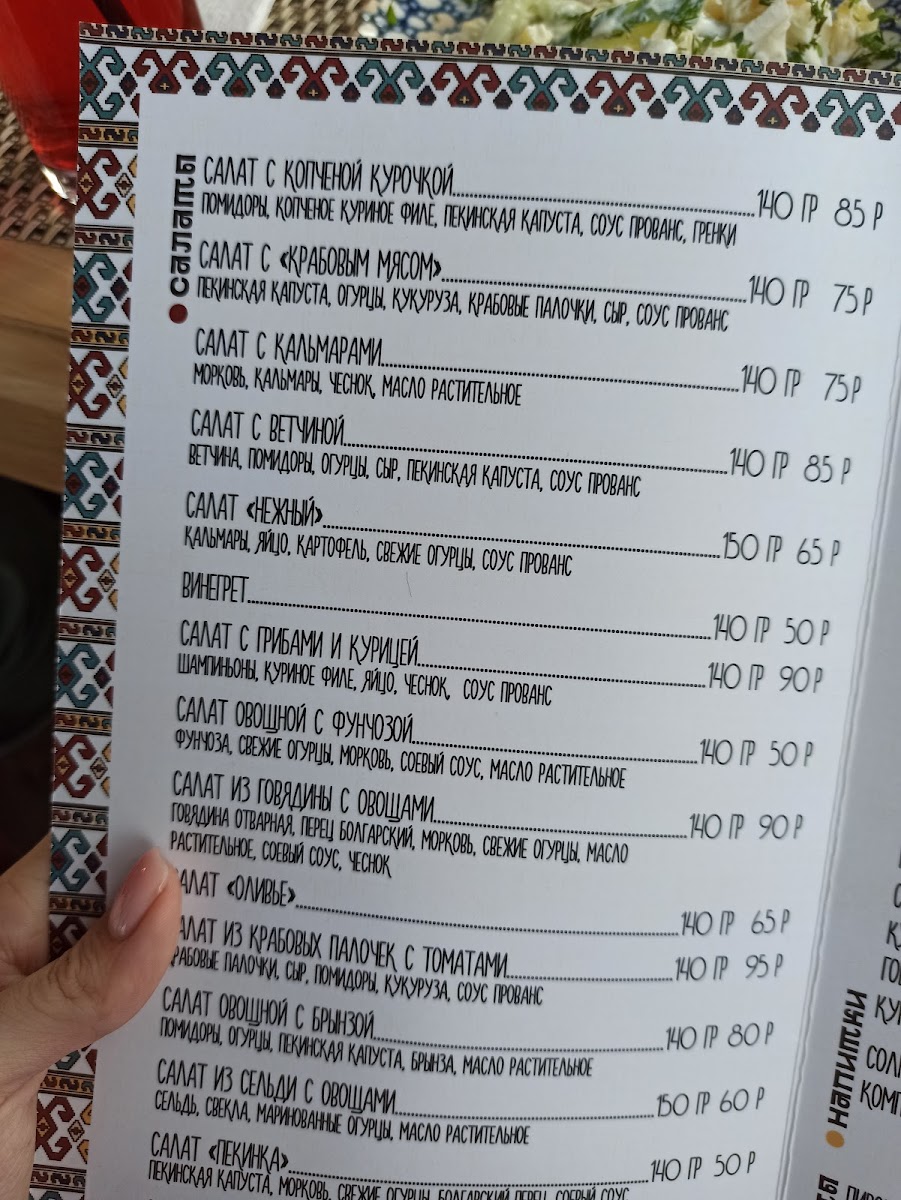 САЛАТЫ
САЛАТ С КОПЧЕНОЙ КУРОЧКОЙ 140 ГР 85 Р
ПОМИДОРЫ, КОПЧЕНОЕ КУРИНОЕ ФИЛЕ, ПЕКИНСКАЯ КАПУСТА, СОУС ПРОВАНС, ГРЕНКИ
САЛАТ С «КРАБОВЫМ МЯСОМ» 140 ГР 75 Р
ПЕКИНСКАЯ КАПУСТА, ОГУРЦЫ, КУКУРУЗА, КРАБОВЫЕ ПАЛОЧКИ, СЫР, СОУС ПРОВАНС
САЛАТ С КАЛЬМАРАМИ 140 ГР 75 Р
МОРКОВЬ, КАЛЬМАРЫ, ЧЕСНОК, МАСЛО РАСТИТЕЛЬНОЕ
САЛАТ С ВЕТЧИНОЙ 140 ГР 85 Р
ВЕТЧИНА, ПОМИДОРЫ, ОГУРЦЫ, СЫР, ПЕКИНСКАЯ КАПУСТА, СОУС ПРОВАНС
САЛАТ «НЕЖНЫЙ» 150 ГР 65 Р
КАЛЬМАРЫ, ЯЙЦО, КАРТОФЕЛЬ, СВЕЖИЕ ОГУРЦЫ, СОУС ПРОВАНС
ВИНЕГРЕТ 140 ГР 50 Р
САЛАТ С ГРИБАМИ И КУРИЦЕЙ 140 ГР 90 Р
ШАМПИНЬОНЫ, КУРИНОЕ ФИЛЕ, ЯЙЦО, ЧЕСНОК, СОУС ПРОВАНС
САЛАТ ОВОЩНОЙ С ФУНЧОЗОЙ 140 ГР 50 Р
ФУНЧОЗА, СВЕЖИЕ ОГУРЦЫ, МОРКОВЬ, СОЕВЫЙ СОУС, МАСЛО РАСТИТЕЛЬНОЕ
САЛАТ ИЗ ГОВЯДИНЫ С ОВОЩАМИ 140 ГР 90 Р
ГОВЯДИНА ОТВАРНАЯ, ПЕРЕЦ БОЛГАРСКИЙ, МОРКОВЬ, СВЕЖИЕ ОГУРЦЫ, МАСЛО
РАСТИТЕЛЬНОЕ, СОЕВЫЙ СОУС, ЧЕСНОК
САЛАТ «ОЛИВЬЕ» 140 ГР 65 Р
САЛАТ ИЗ КРАБОВЫХ ПАЛОЧЕК С ТОМАТАМИ 140 ГР 95 Р
КРАБОВЫЕ ПАЛОЧКИ, СЫР, ПОМИДОРЫ, КУКУРУЗА, СОУС ПРОВАНС
САЛАТ ОВОЩНОЙ С БРЫНЗОЙ 140 ГР 80 Р
ПОМИДОРЫ, ОГУРЦЫ, ПЕКИНСКАЯ КАПУСТА, БРЫНЗА, МАСЛО РАСТИТЕЛЬНОЕ
САЛАТ ИЗ СЕЛЬДИ С ОВОЩАМИ 150 ГР 60 Р
СЕЛЬДЬ, СВЕКЛА, МАРИНОВАННЫЕ ОГУРЦЫ, МАСЛО РАСТИТЕЛЬНОЕ
САЛАТ «ПЕКИНКА» 140 ГР 50 Р
ПЕКИНСКАЯ КАПУСТА, МОРКОВЬ, СВЕЖИЕ ОГУРЦЫ, БОЛГАРСКИЙ ПЕРЕЦ, СОЕВЫЙ СОУС
НАПИТКИ